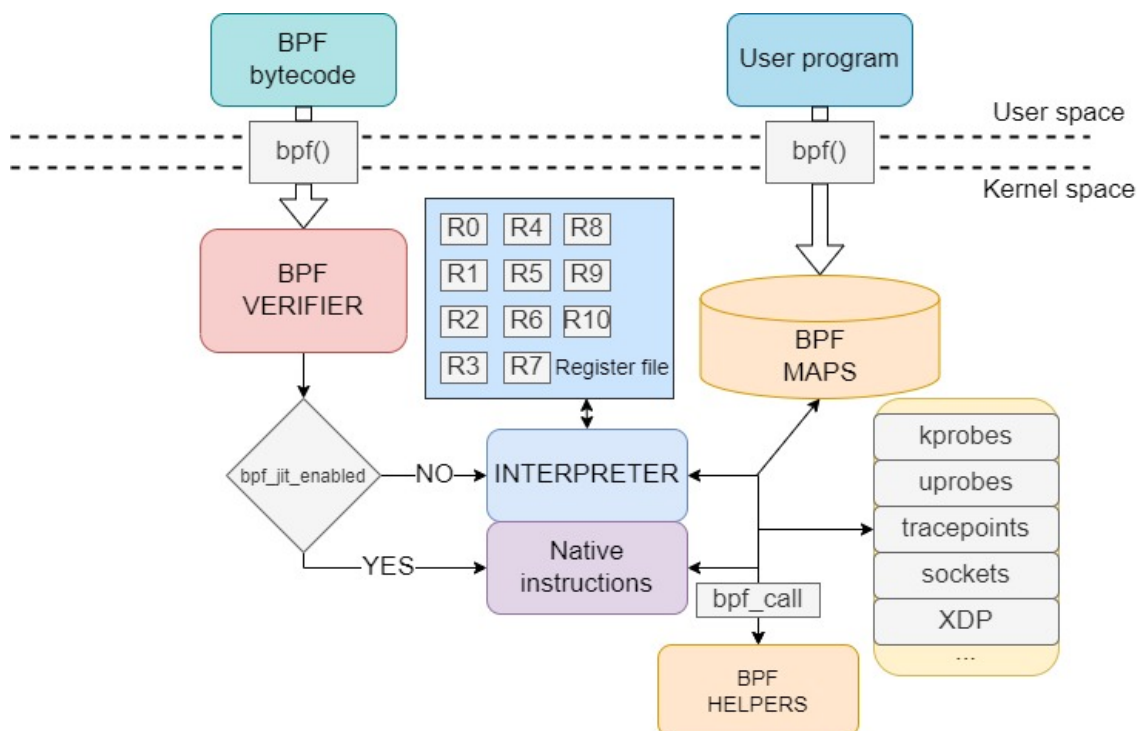 BPF
bytecode
User program
User space
bpf()
bpf()
Kernel space
BPF
VERIFIER
R0
R4
R8
R1
R5
R9
R2
R6
R10
R3
R7
Register file
BPF
MAPS
bpf_jit_enabled
NO
INTERPRETER
YES
Native
instructions
kprobes
uprobes
tracepoints
sockets
XDP
...
bpf_call
BPF
HELPERS